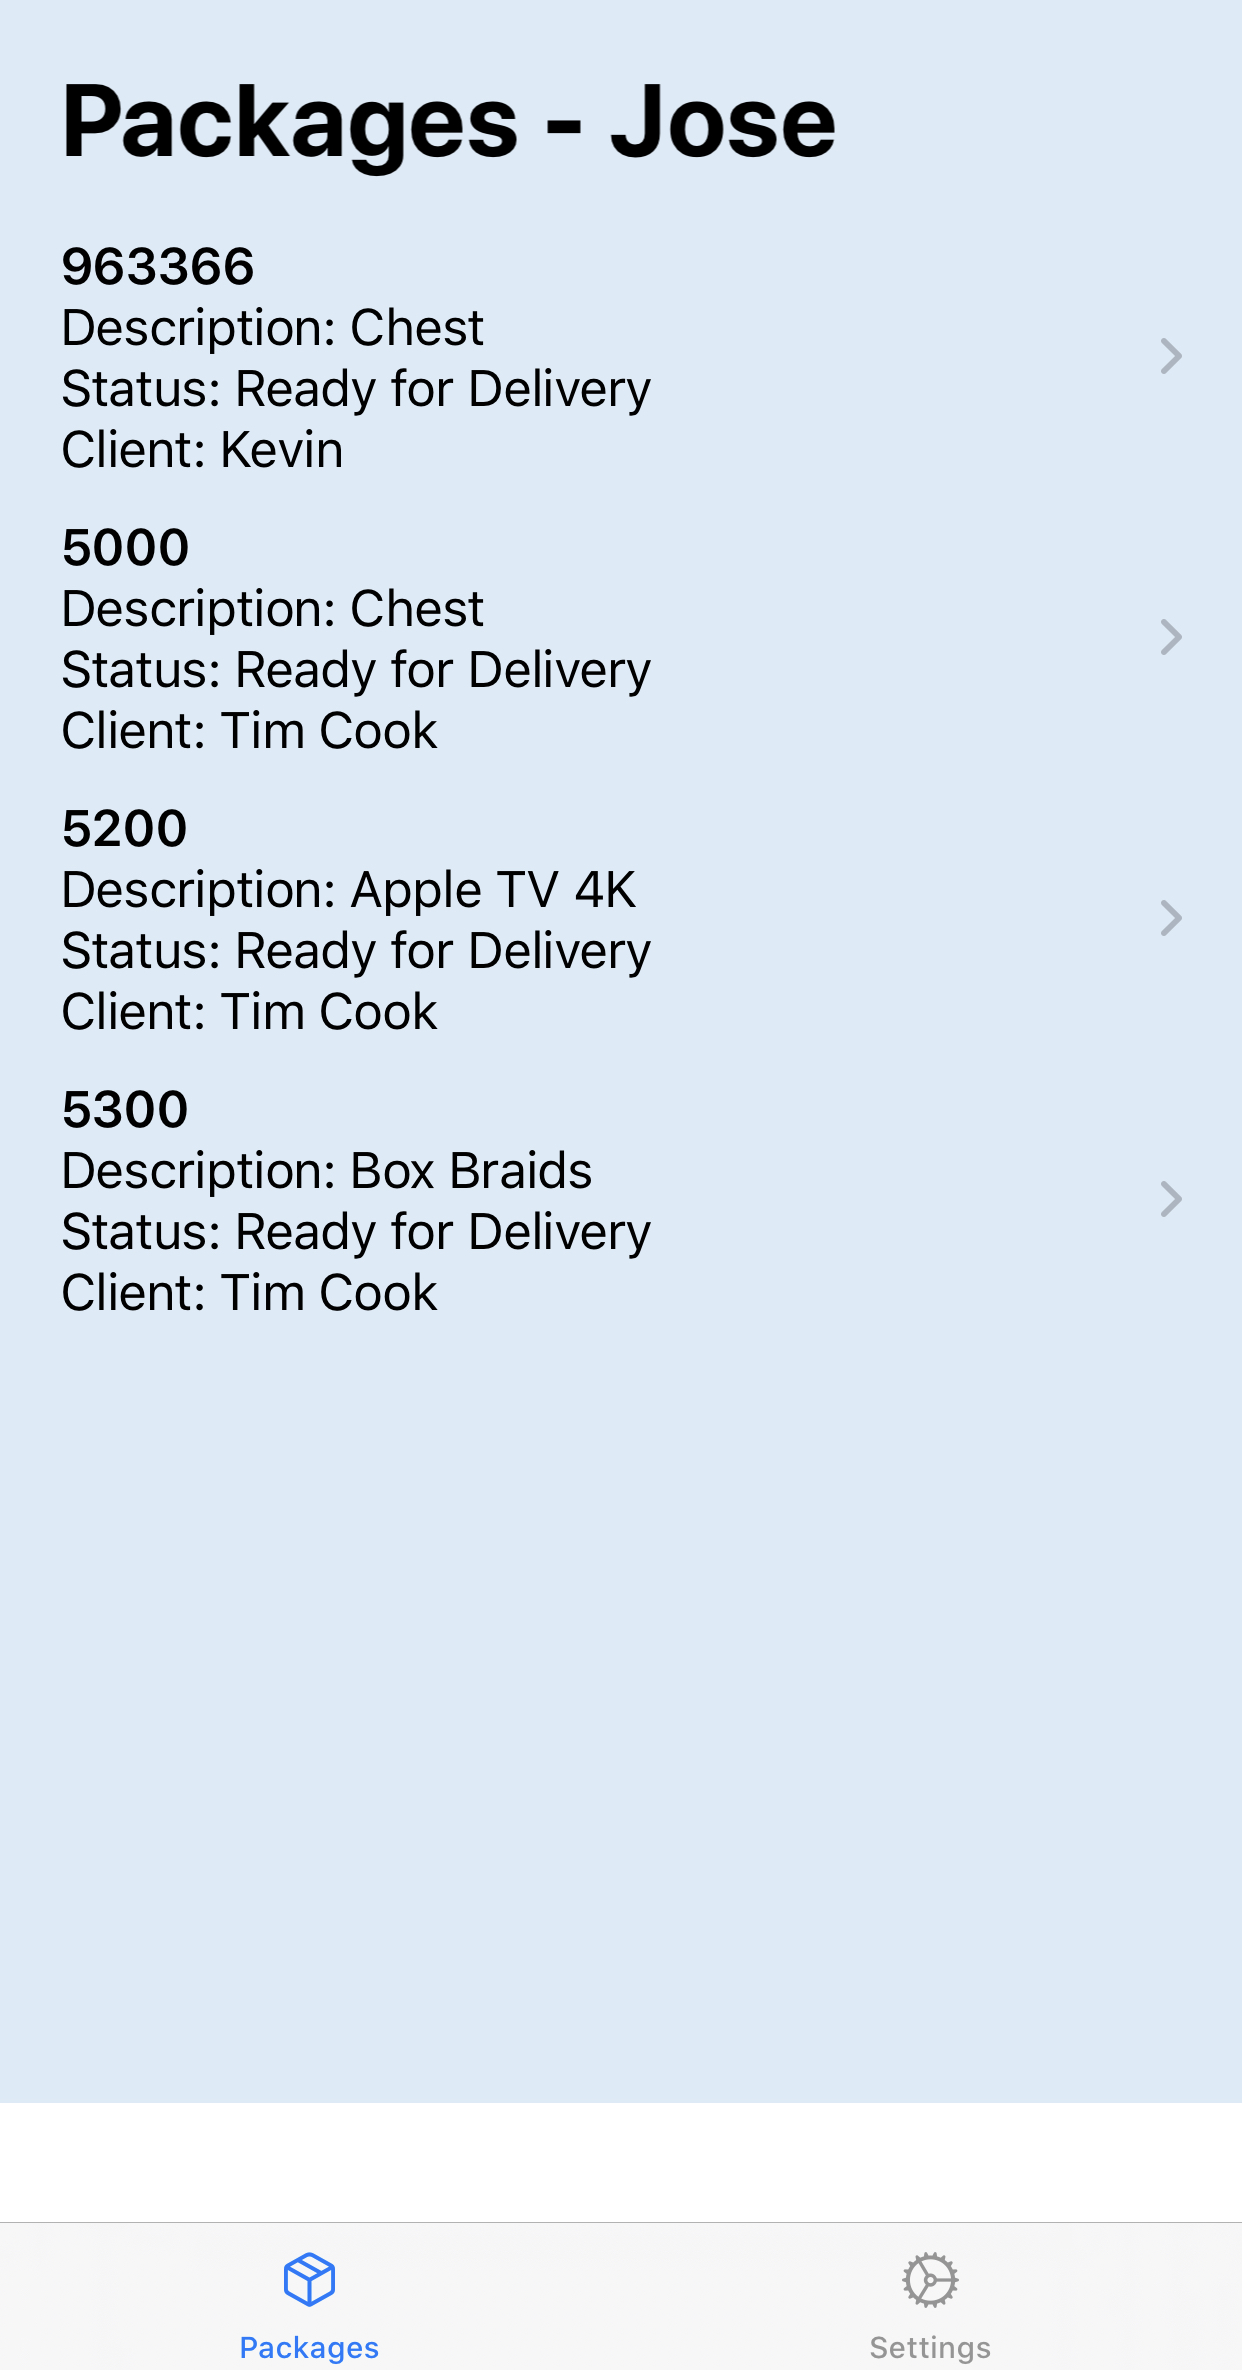 Packages - Jose
963366
Description: Chest
Status: Ready for Delivery
Client: Kevin
5000
Description: Chest
Status: Ready for Delivery
Client: Tim Cook
5200
Description: Apple TV 4K
Status: Ready for Delivery
Client: Tim Cook
5300
Description: Box Braids
Status: Ready for Delivery
Client: Tim Cook
Packages
Settings